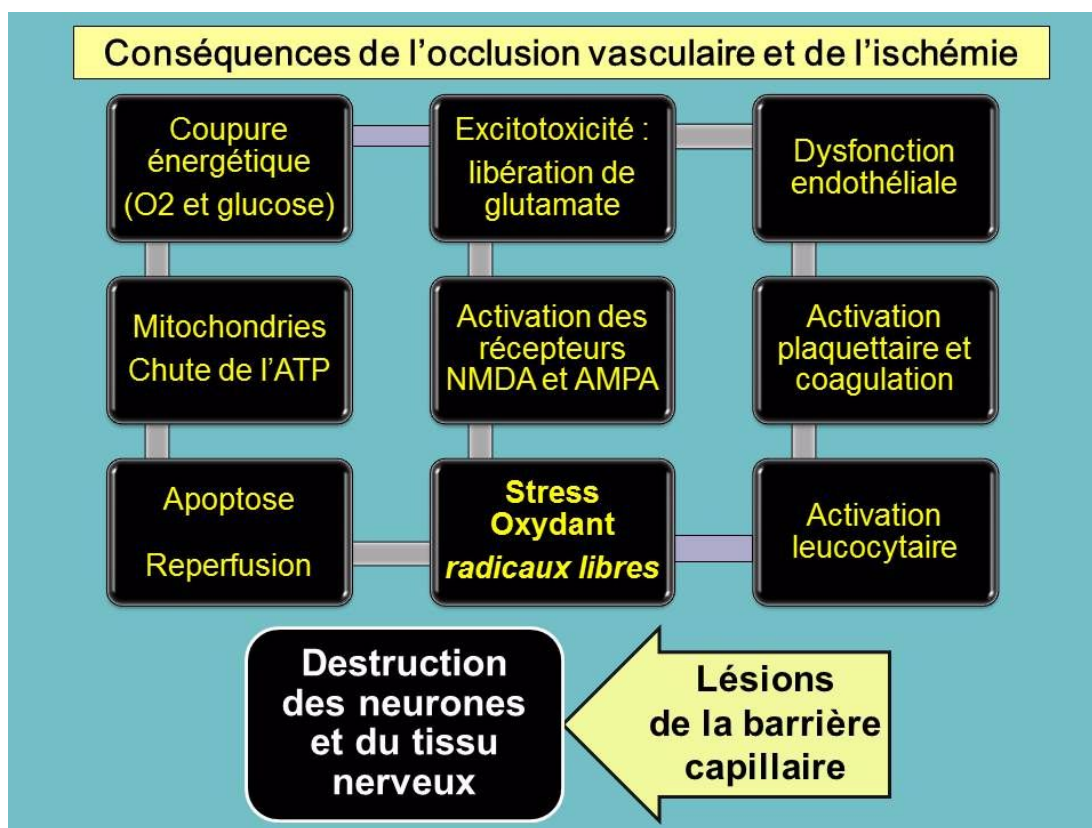 Conséquences de l'occlusion vasculaire et de l'ischémie
Coupure
énergétique
(O2 et glucose)
Excitotoxicité :
libération de
glutamate
Dysfonction
endothéliale
Mitochondries
Chute de l'ATP
Activation des
récepteurs
NMDA et AMPA
Activation
plaquettaire et
coagulation
Apoptose
Reperfusion
Stress
Oxydant
radicaux libres
Activation
leucocytaire
Destruction
des neurones
et du tissu
nerveux
Lésions
de la barrière
capillaire